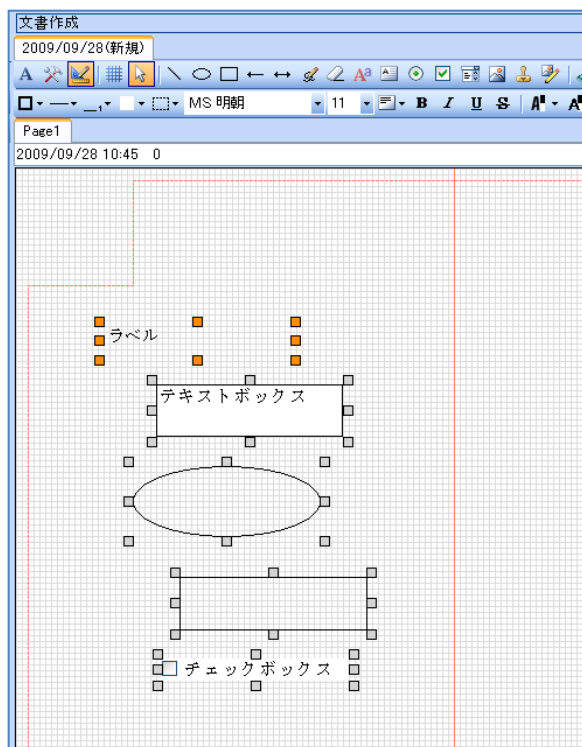 文書作成
2009/09/28(新規)
A Aa
MS 明朝 11 B I U S A A
Page1
2009/09/28 10:45 0
ラベル
テキストボックス
チェックボックス